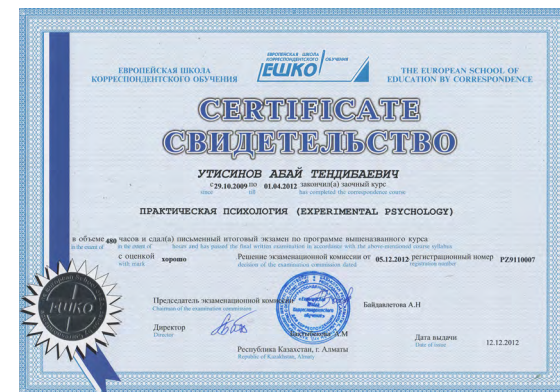 ЕВРОПЕЙСКАЯ ШКОЛА
КОРРЕСПОНДЕНТСКОГО ОБУЧЕНИЯ
ЕВРОПЕЙСКАЯ ШКОЛА
КОРРЕСПОНДЕНТСКОГО ОБУЧЕНИЯ
ЕШКО
THE EUROPEAN SCHOOL OF
EDUCATION BY CORRESPONDENCE
CERTIFICATE
СВИДЕТЕЛЬСТВО
УТИСИНОВ АБАЙ ТЕНДИБАЕВИЧ
с 29.10.2009 по 01.04.2012 закончил(а) заочный курс
since till has completed the correspondence course
ПРАКТИЧЕСКАЯ ПСИХОЛОГИЯ (EXPERIMENTAL PSYCHOLOGY)
в объеме 480 часов и сдал(а) письменный итоговый экзамен по программе вышеназванного курса
in the extent of hours and has passed the final written examination in accordance with the above-mentioned course syllabus
с оценкой хорошо Решение экзаменационной комиссии от 05.12.2012 регистрационный номер PZ9110007
with mark decision of the examination commission dated registration number
ЕШКО
Председатель экзаменационной комиссии Байдавлетова А.Н
Chairman of the examination commission
Директор
Director
Дата выдачи 12.12.2012
Date of issue
Республика Казахстан, г. Алматы
Republic of Kazakhstan, Almaty